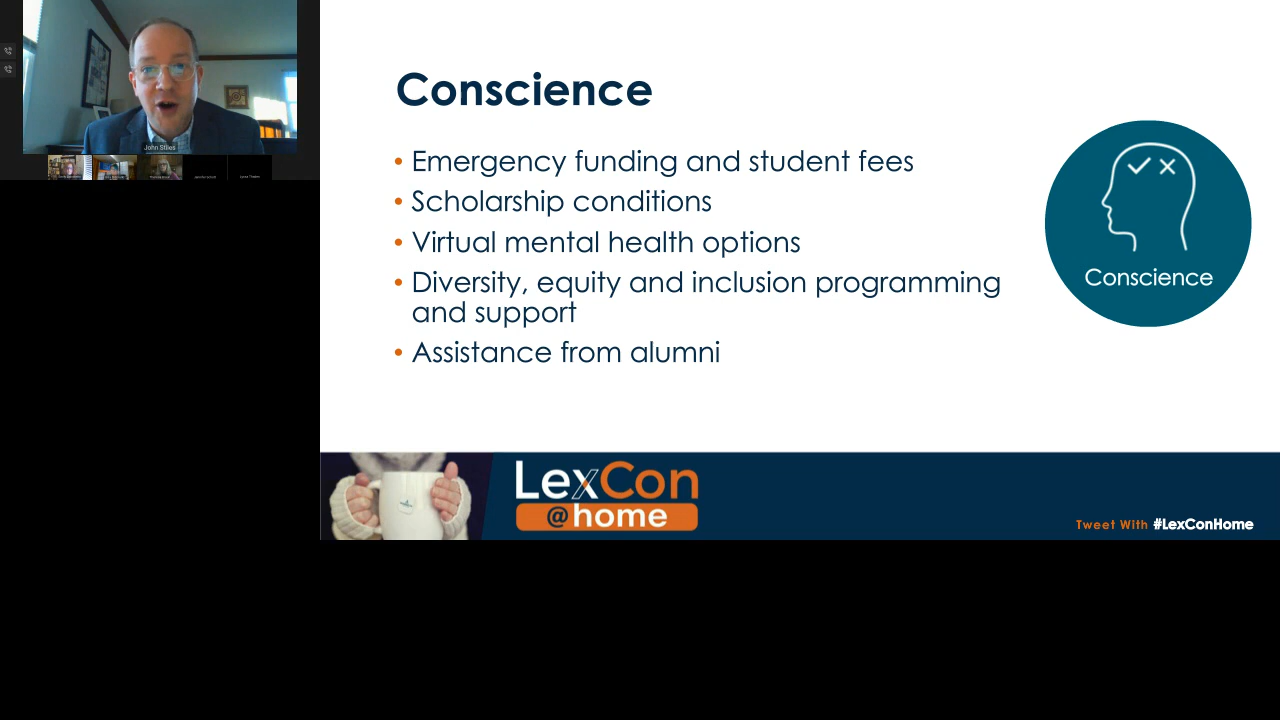 John Stiles
Conscience
• Emergency funding and student fees
• Scholarship conditions
• Virtual mental health options
• Diversity, equity and inclusion programming
and support
• Assistance from alumni
Conscience
LexCon
@home
Tweet With #LexConHome